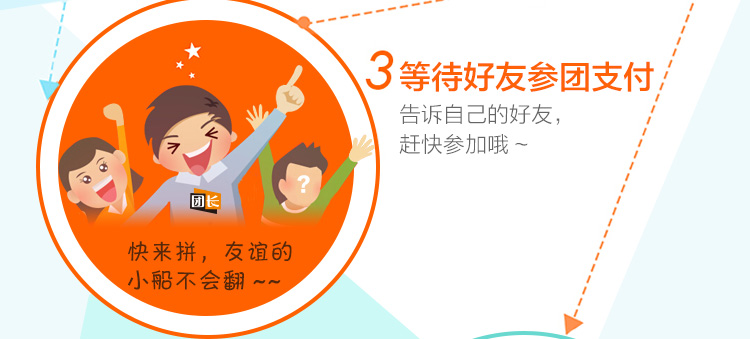 3 等待好友参团支付
告诉自己的好友，
赶快参加哦~
?
团长
快来拼，友谊的
小船不会翻~~